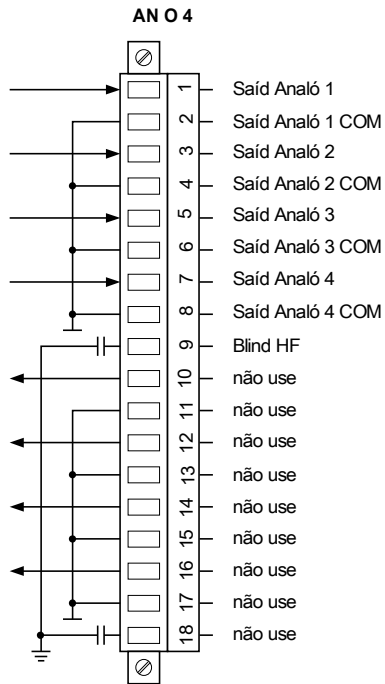 AN O 4
1 Saíd Analó 1
2 Saíd Analó 1 COM
3 Saíd Analó 2
4 Saíd Analó 2 COM
5 Saíd Analó 3
6 Saíd Analó 3 COM
7 Saíd Analó 4
8 Saíd Analó 4 COM
9 Blind HF
10 não use
11 não use
12 não use
13 não use
14 não use
15 não use
16 não use
17 não use
18 não use